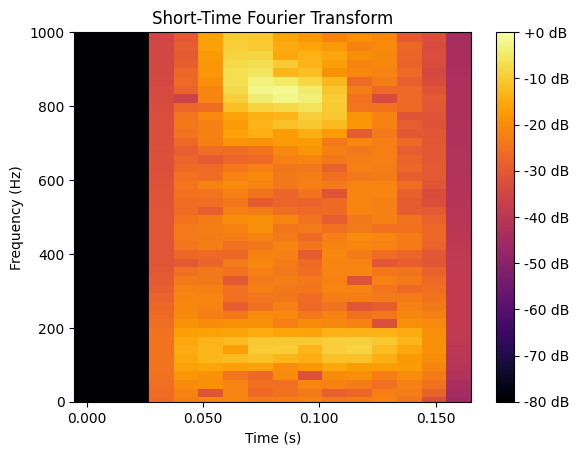 Short-Time Fourier Transform
1000
800
600
400
200
0
Frequency (Hz)
0.000
0.050
0.100
0.150
Time (s)
+0 dB
-10 dB
-20 dB
-30 dB
-40 dB
-50 dB
-60 dB
-70 dB
-80 dB